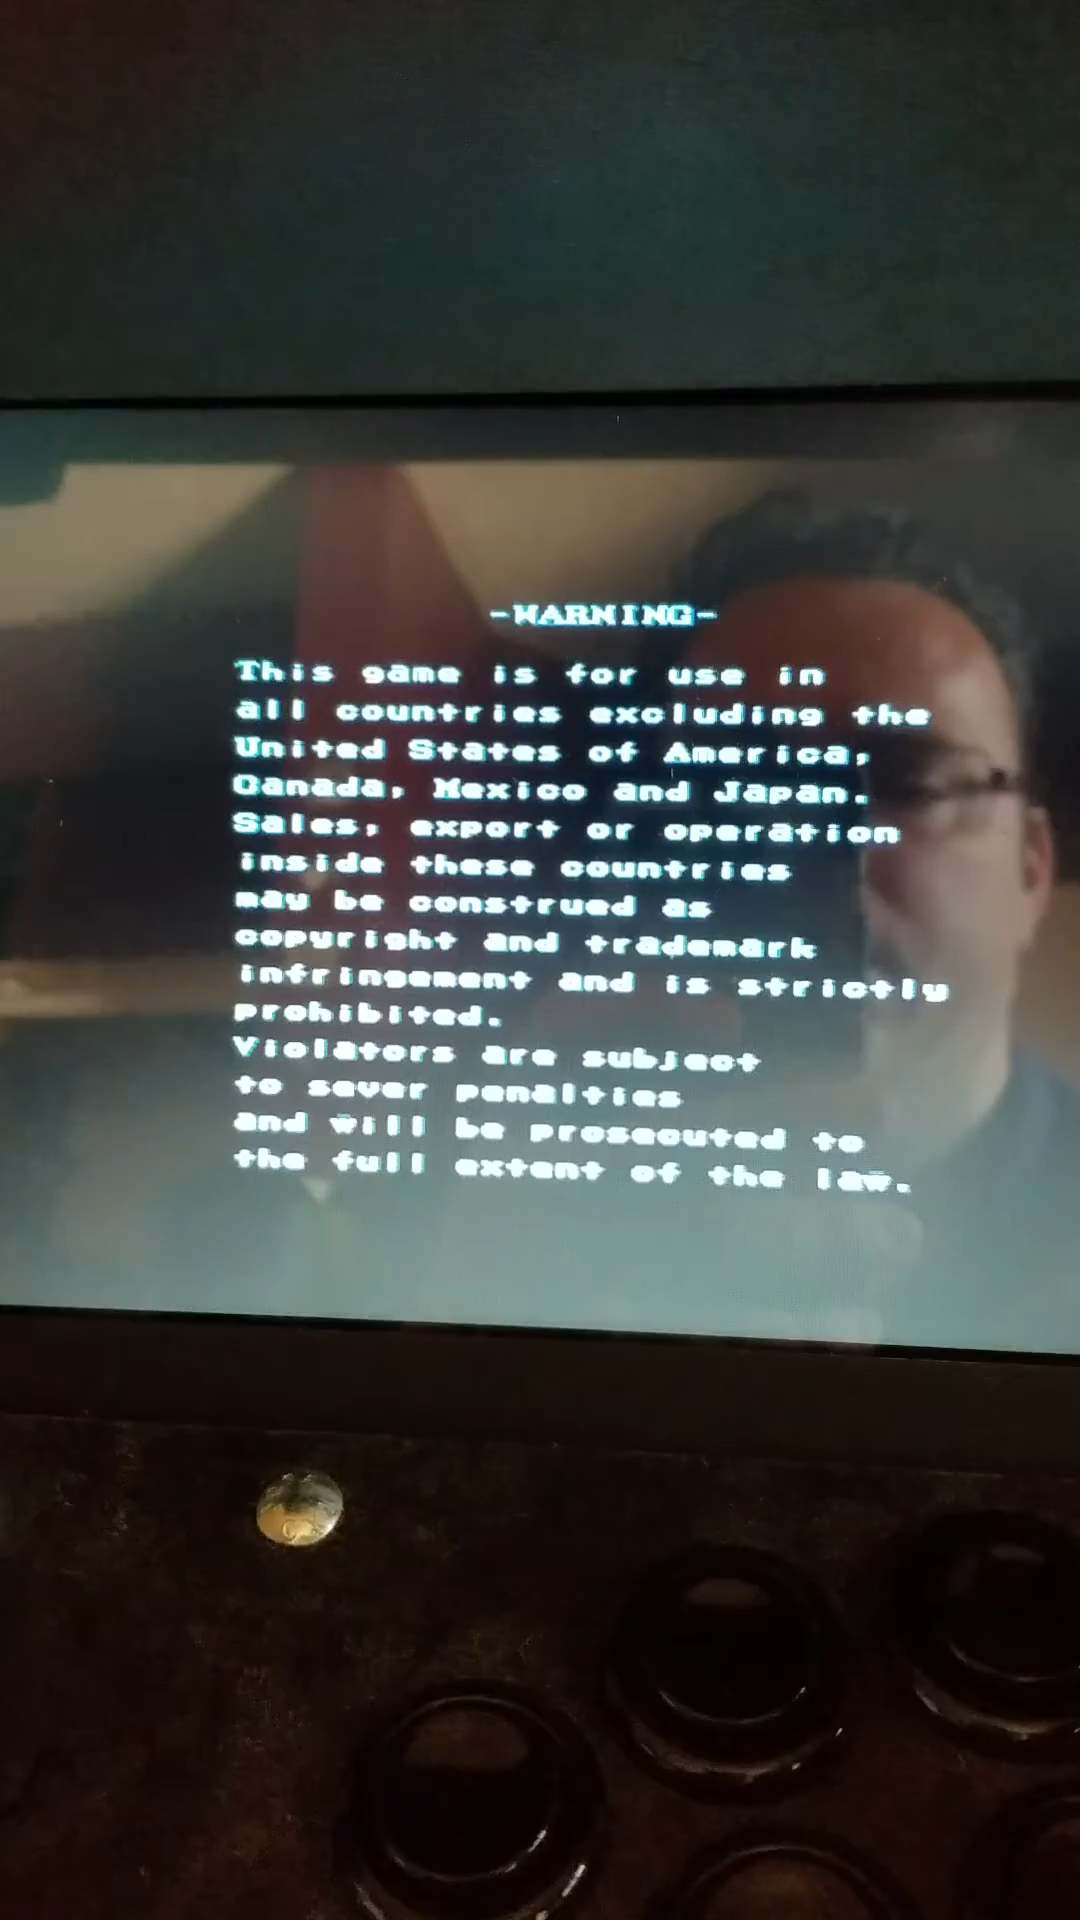 -WARNING-
This game is for use in
all countries excluding the
United States of America,
Canada, Mexico and Japan.
Sales, export or operation
inside these countries
may be construed as
copyright and trademark
infringement and is strictly
prohibited.
Violators are subject
to sever penalties
and will be prosecuted to
the full extent of the law.